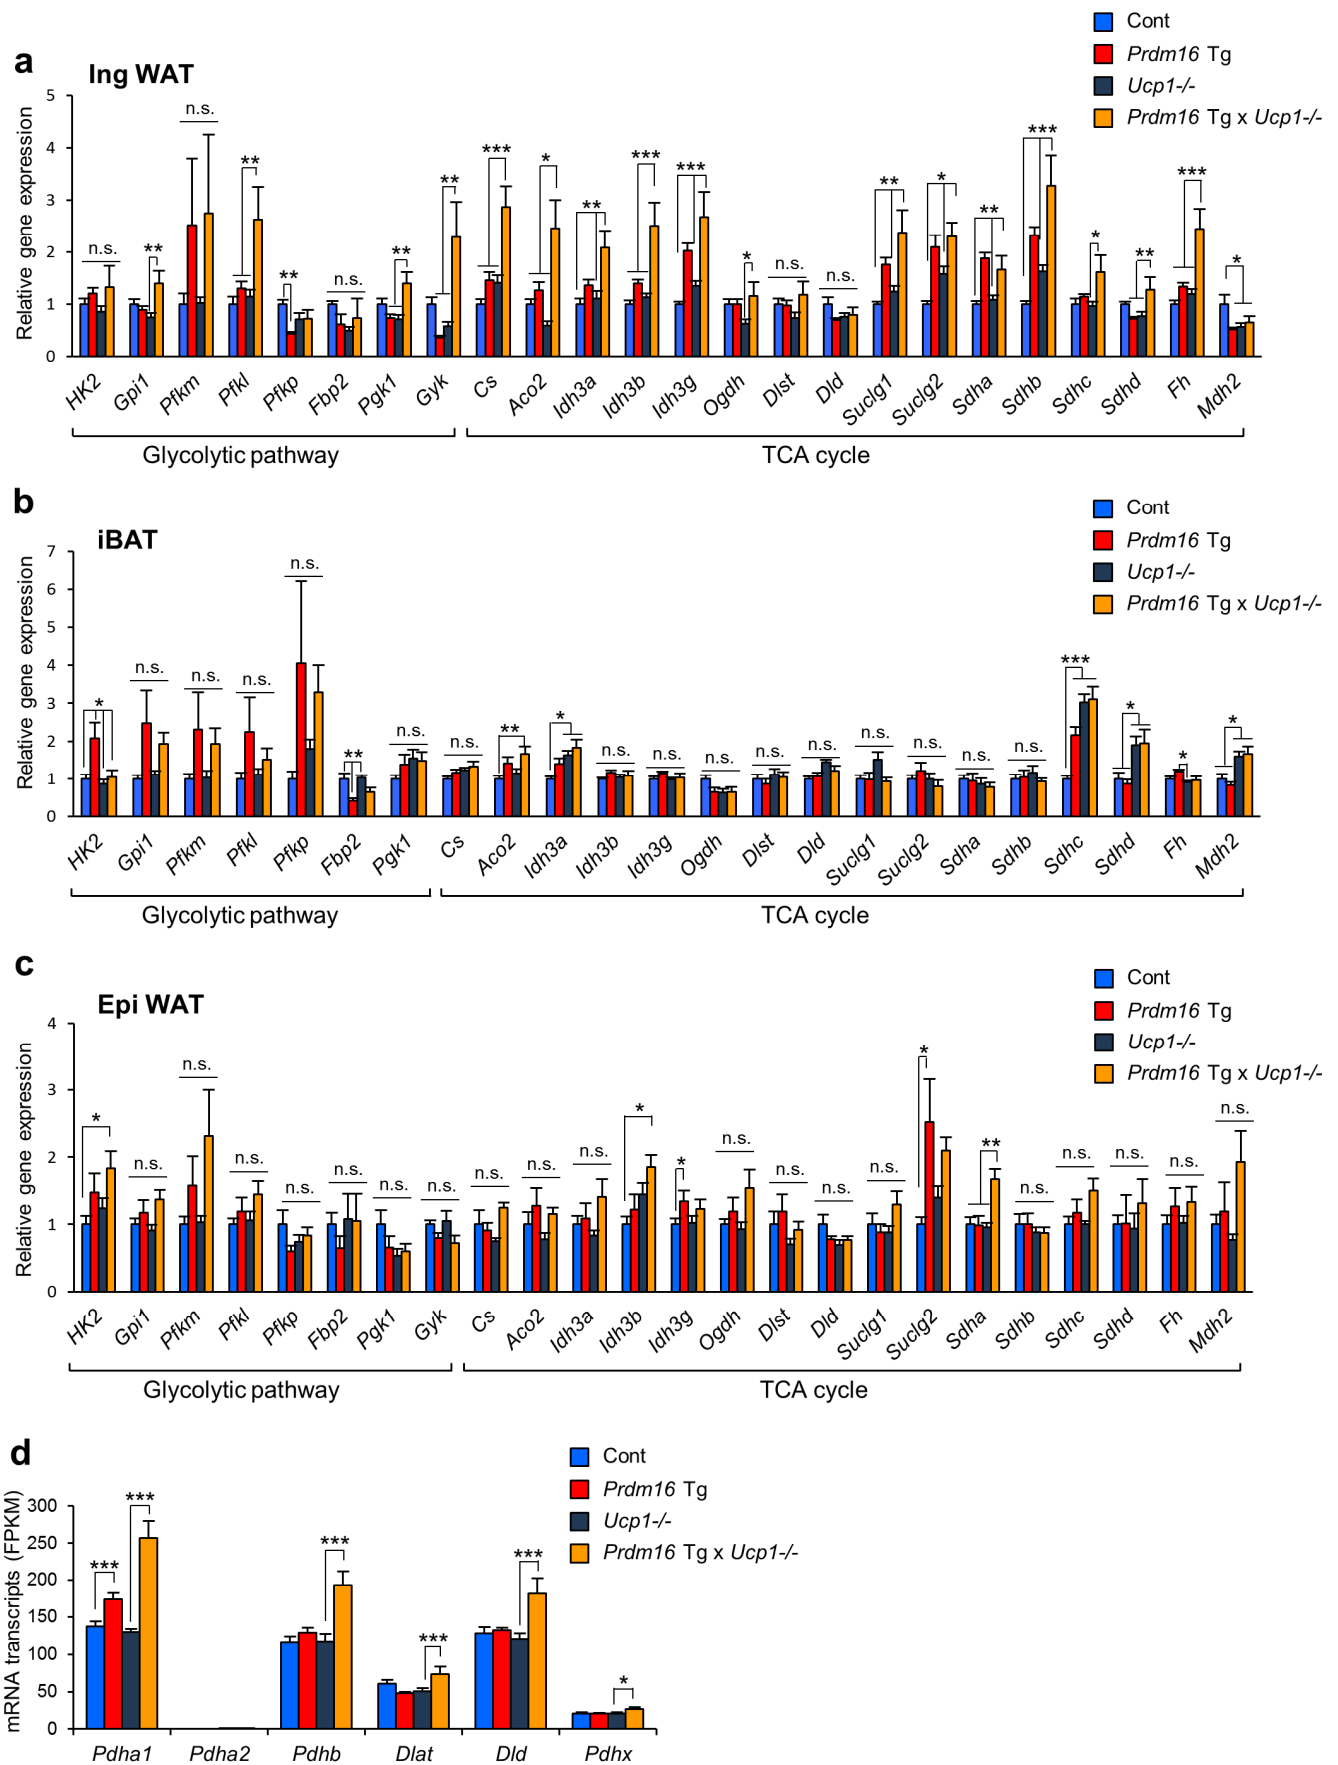 a
Ing WAT
Cont
Prdm16 Tg
Ucp1-/-
Prdm16 Tg x Ucp1-/-
Relative gene expression
5
4
3
2
1
0
n.s. ** n.s. ** ** n.s. ** ** *** * ** *** *** * n.s. n.s. ** * ** *** * ** *** *
HK2 Gpi1 Pfkm Pfkl Pfkp Fbp2 Pgk1 Gyk Cs Aco2 Idh3a Idh3b Idh3g Ogdh Dlst Dld Suclg1 Suclg2 Sdha Sdhb Sdhc Sdhd Fh Mdh2
Glycolytic pathway TCA cycle
b
iBAT
Cont
Prdm16 Tg
Ucp1-/-
Prdm16 Tg x Ucp1-/-
Relative gene expression
7
6
5
4
3
2
1
0
* n.s. n.s. n.s. n.s. ** n.s. n.s. ** * n.s. n.s. n.s. n.s. n.s. n.s. n.s. n.s. n.s. *** * * *
HK2 Gpi1 Pfkm Pfkl Pfkp Fbp2 Pgk1 Cs Aco2 Idh3a Idh3b Idh3g Ogdh Dlst Dld Suclg1 Suclg2 Sdha Sdhb Sdhc Sdhd Fh Mdh2
Glycolytic pathway TCA cycle
c
Epi WAT
Cont
Prdm16 Tg
Ucp1-/-
Prdm16 Tg x Ucp1-/-
Relative gene expression
4
3
2
1
0
* n.s. n.s. n.s. n.s. n.s. n.s. n.s. n.s. n.s. n.s. * * n.s. n.s. n.s. n.s. * ** n.s. n.s. n.s. n.s. n.s.
HK2 Gpi1 Pfkm Pfkl Pfkp Fbp2 Pgk1 Gyk Cs Aco2 Idh3a Idh3b Idh3g Ogdh Dlst Dld Suclg1 Suclg2 Sdha Sdhb Sdhc Sdhd Fh Mdh2
Glycolytic pathway TCA cycle
d
Cont
Prdm16 Tg
Ucp1-/-
Prdm16 Tg x Ucp1-/-
mRNA transcripts (FPKM)
300
250
200
150
100
50
0
*** *** *** *** *** *
Pdha1 Pdha2 Pdhb Dlat Dld Pdhx